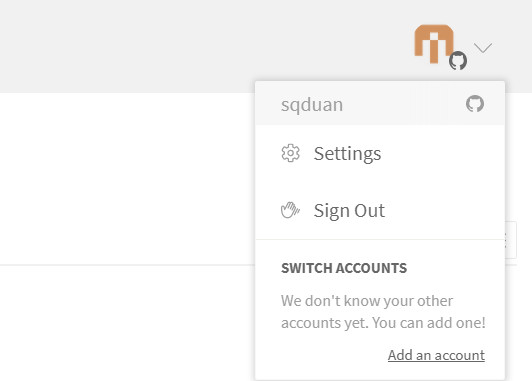 sqduan
Settings
Sign Out
SWITCH ACCOUNTS
We don't know your other
accounts yet. You can add one!
Add an account